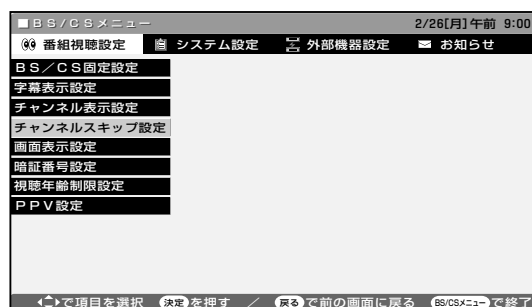 ■BS/CSメニュー 2/26[月]午前 9:00
番組視聴設定 システム設定 外部機器設定 お知らせ
BS/CS固定設定
字幕表示設定
チャンネル表示設定
チャンネルスキップ設定
画面表示設定
暗証番号設定
視聴年齢制限設定
PPV設定
で項目を選択 決定を押す / 戻るで前の画面に戻る BS/CSメニューで終了